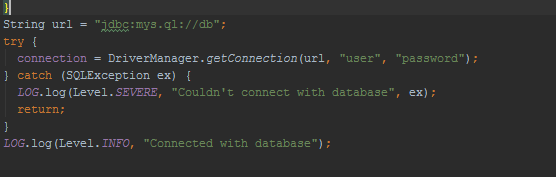 }
String url = "jdbc:mys.ql://db";
try {
  connection = DriverManager.getConnection(url, "user", "password");
} catch (SQLException ex) {
  LOG.log(Level.SEVERE, "Couldn't connect with database", ex);
  return;
}
LOG.log(Level.INFO, "Connected with database");